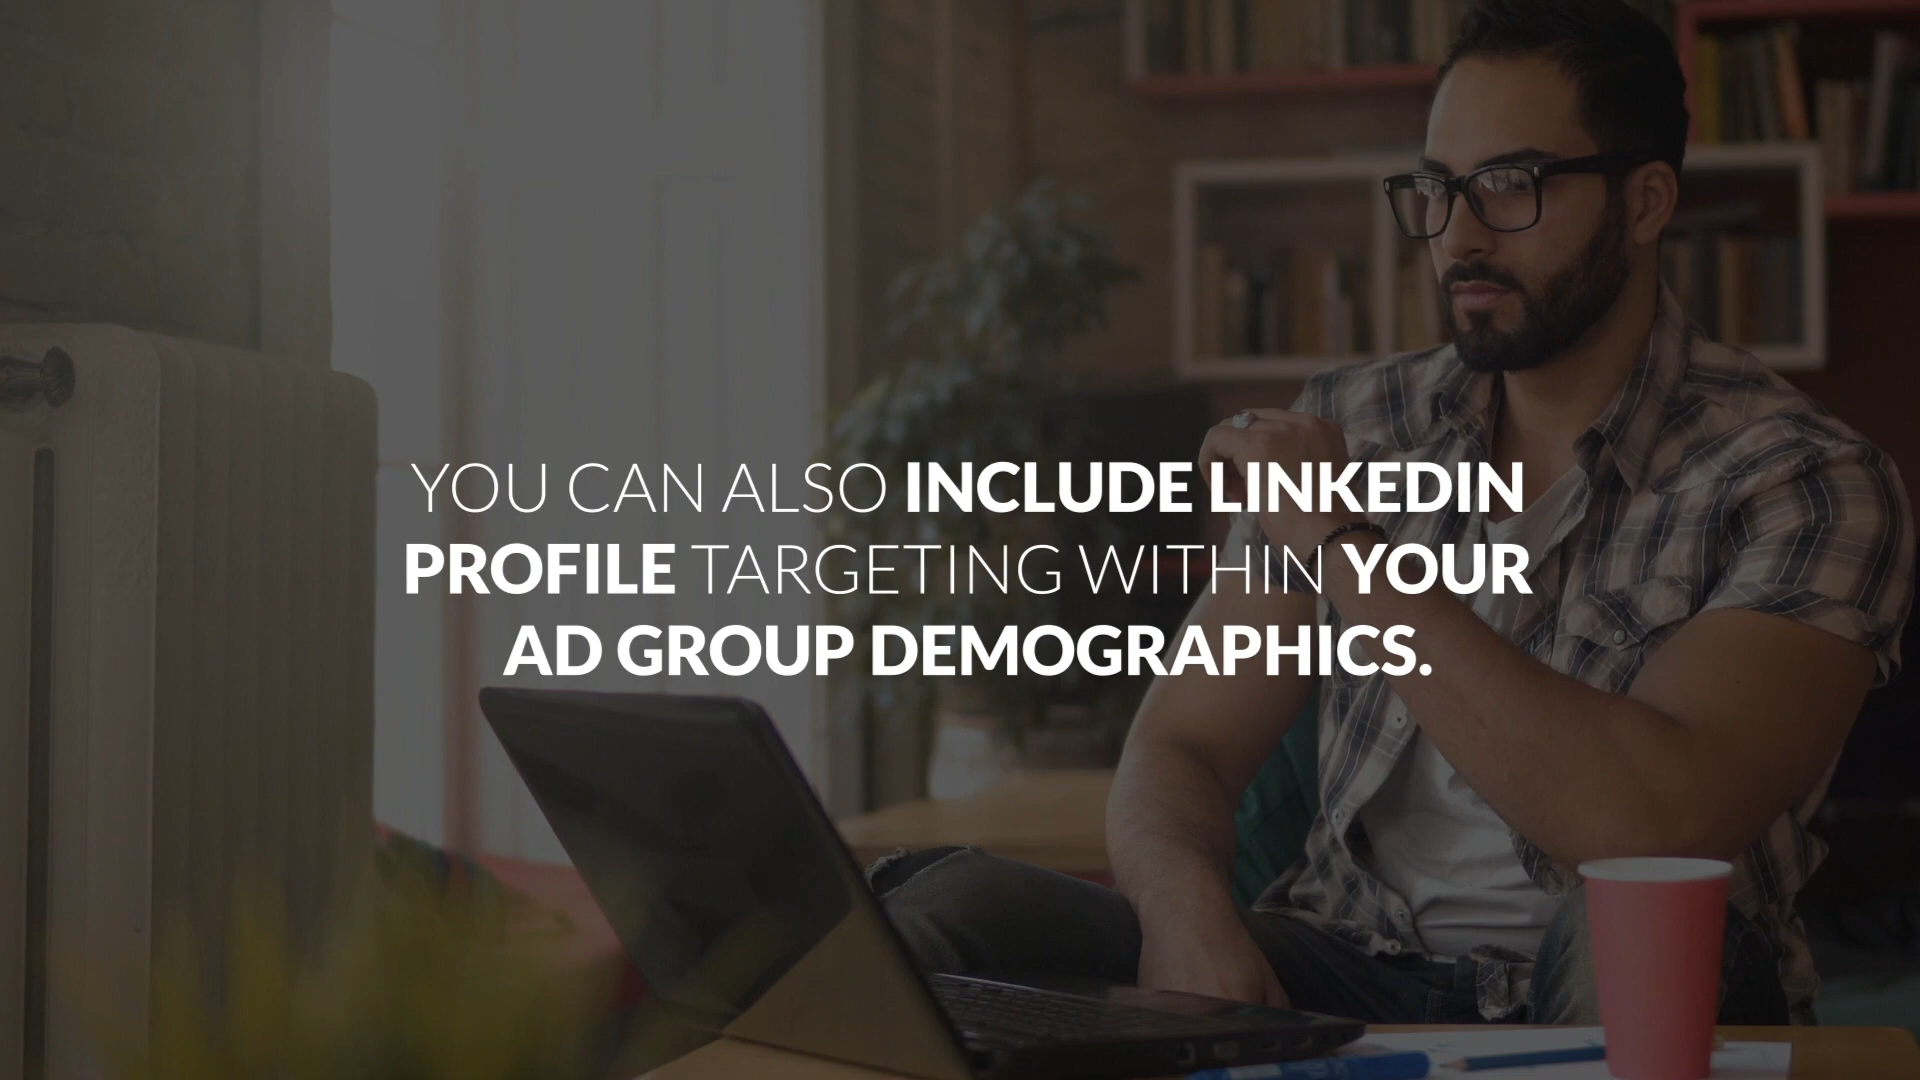 YOU CAN ALSO INCLUDE LINKEDIN
PROFILE TARGETING WITHIN YOUR
AD GROUP DEMOGRAPHICS.